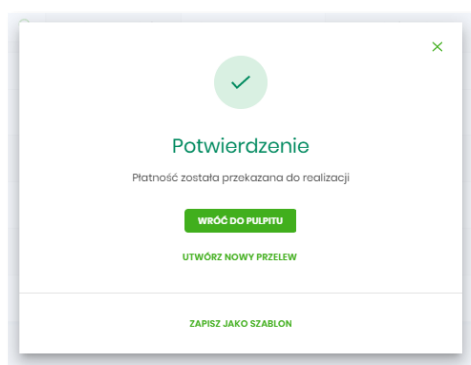 Potwierdzenie
Płatność została przekazana do realizacji
WRÓĆ DO PULPITU
UTWÓRZ NOWY PRZELEW
ZAPISZ JAKO SZABLON